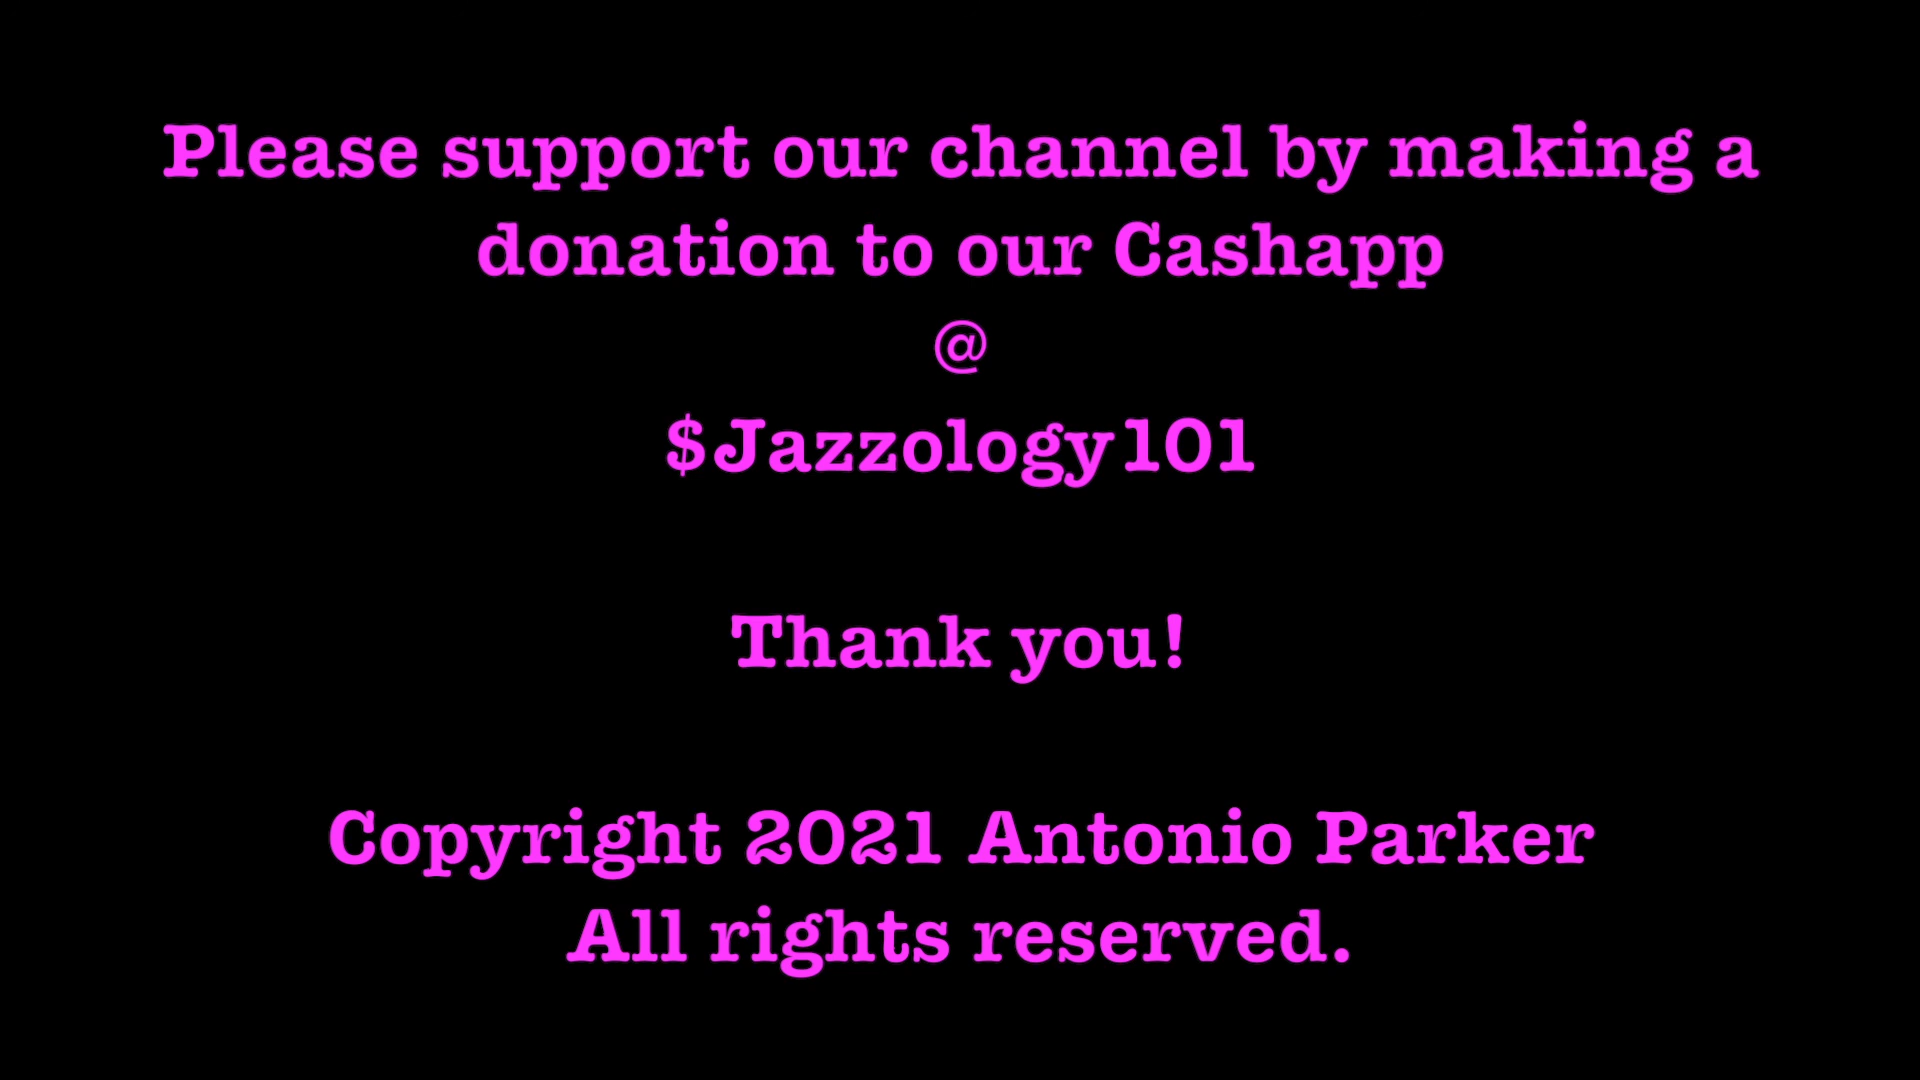 Please support our channel by making a
donation to our Cashapp
@
$Jazzology101
Thank you!
Copyright 2021 Antonio Parker
All rights reserved.